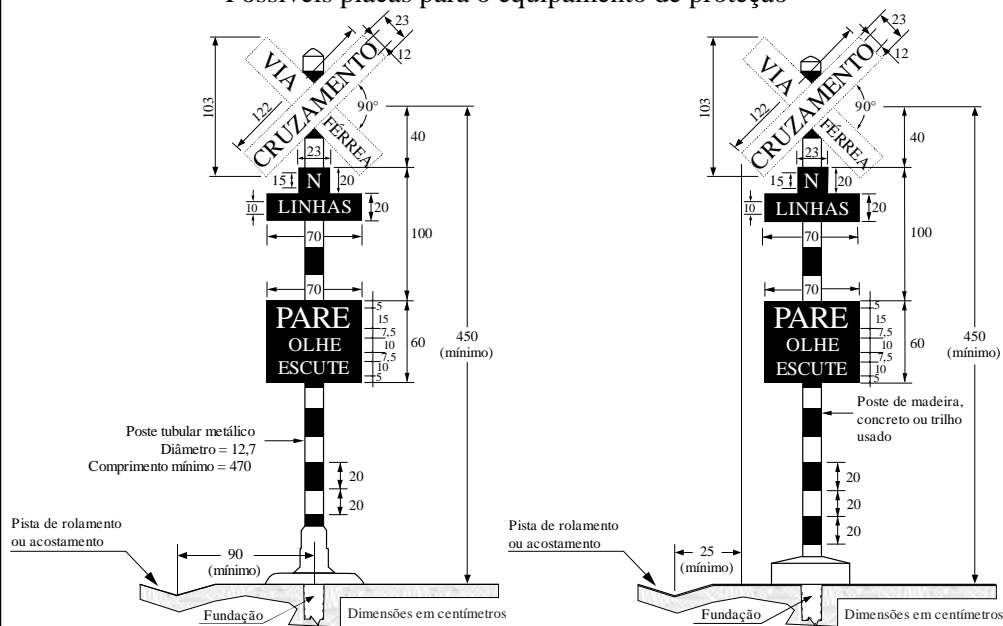 Possíveis placas para o equipamento de proteção
23
12
VIA
CRUZAMENTO
FÉRREA
122
103
90°
40
23
15
N
20
10
LINHAS
20
70
100
70
PARE
OLHE
ESCUTE
5
15
7,5
10
7,5
10
5
60
450
(mínimo)
Poste tubular metálico
Diâmetro = 12,7
Comprimento mínimo = 470
20
20
Pista de rolamento
ou acostamento
90
(mínimo)
Fundação
Dimensões em centímetros
23
12
VIA
CRUZAMENTO
FÉRREA
122
103
90°
40
23
15
N
20
10
LINHAS
20
70
100
70
PARE
OLHE
ESCUTE
5
15
7,5
10
7,5
10
5
60
450
(mínimo)
Poste de madeira,
concreto ou trilho
usado
20
20
20
Pista de rolamento
ou acostamento
25
(mínimo)
Fundação
Dimensões em centímetros